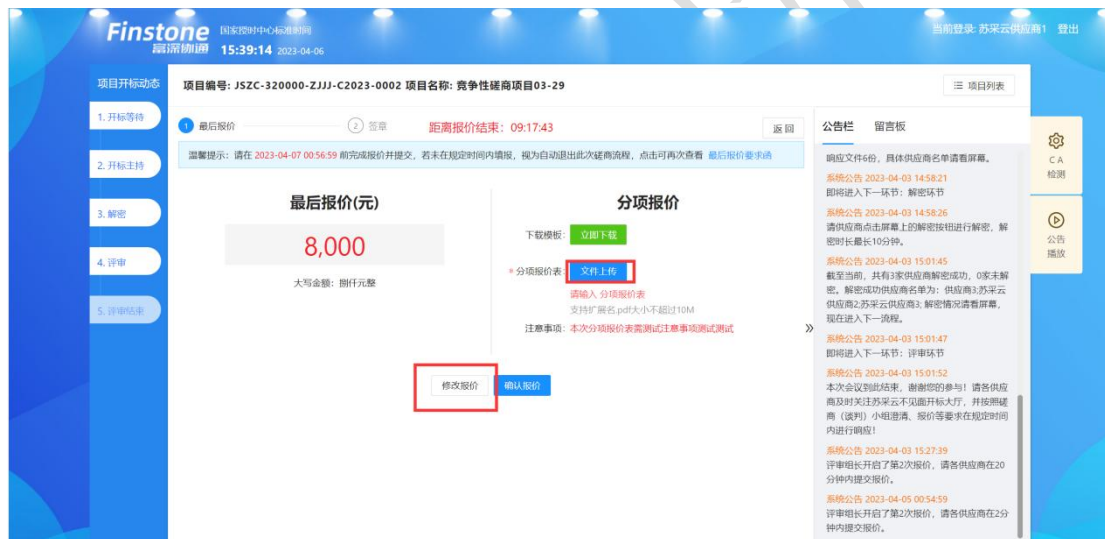 Finstone
富深协通
国家授时中心标准时间
15:39:14 2023-04-06
当前登录: 苏采云供应商1 登出
项目开标动态
1. 开标等待
2. 开标主持
3. 解密
4. 评审
5. 评审结束
项目编号: JSZC-320000-ZJJJ-C2023-0002 项目名称: 竞争性磋商项目03-29
项目列表
1 最后报价
2 签章
距离报价结束: 09:17:43
返 回
温馨提示: 请在 2023-04-07 00:56:59 前完成报价并提交, 若未在规定时间内填报, 视为自动退出此次磋商流程, 点击可再次查看 最后报价要求函
最后报价(元)
8,000
大写金额: 捌仟元整
分项报价
下载模板: 立即下载
* 分项报价表: 文件上传
请输入 分项报价表
支持扩展名.pdf大小不超过10M
注意事项: 本次分项报价表需测试注意事项测试测试
修改报价
确认报价
公告栏 留言板
响应文件6份, 具体供应商名单请看屏幕。
系统公告 2023-04-03 14:58:21
即将进入下一环节: 解密环节
系统公告 2023-04-03 14:58:26
请供应商点击屏幕上的解密按钮进行解密, 解
密时长最长10分钟。
系统公告 2023-04-03 15:01:45
截至当前, 共有3家供应商解密成功, 0家未解
密。解密成功供应商名单为: 供应商3;苏采云
供应商2;苏采云供应商3; 解密情况请看屏幕,
现在进入下一流程。
系统公告 2023-04-03 15:01:47
即将进入下一环节: 评审环节
系统公告 2023-04-03 15:01:52
本次会议到此结束, 谢谢您的参与! 请各供应
商及时关注苏采云不见面开标大厅, 并按照磋
商 (谈判) 小组澄清、报价等要求在规定时间
内进行响应!
系统公告 2023-04-03 15:27:39
评审组长开启了第2次报价, 请各供应商在20
分钟内提交报价。
系统公告 2023-04-05 00:54:59
评审组长开启了第2次报价, 请各供应商在2分
钟内提交报价。
C A
检测
公告
播放